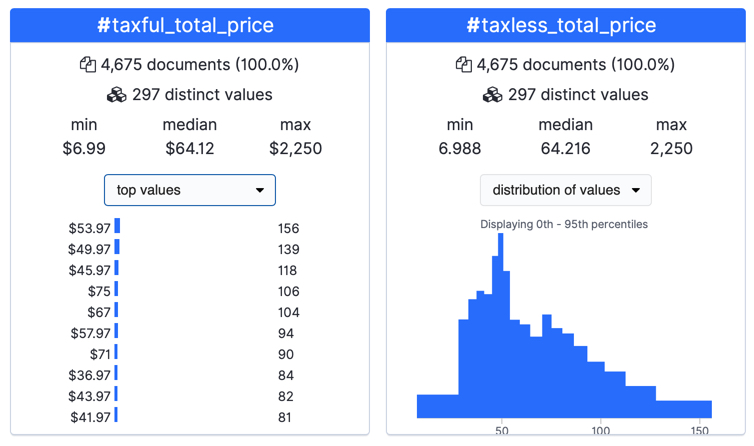 #taxful_total_price
4,675 documents (100.0%)
297 distinct values
min median max
$6.99 $64.12 $2,250
top values
$53.97 156
$49.97 139
$45.97 118
$75 106
$67 104
$57.97 94
$71 90
$36.97 84
$43.97 82
$41.97 81
#taxless_total_price
4,675 documents (100.0%)
297 distinct values
min median max
6.988 64.216 2,250
distribution of values
Displaying 0th - 95th percentiles
50 100 150